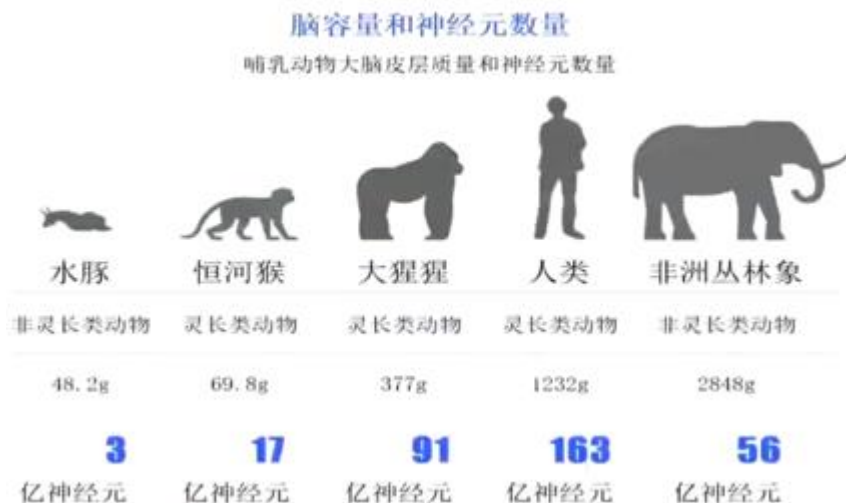 脑容量和神经元数量
哺乳动物大脑皮层质量和神经元数量
水豚 恒河猴 大猩猩 人类 非洲丛林象
非灵长类动物 灵长类动物 灵长类动物 灵长类动物 非灵长类动物
48.2g 69.8g 377g 1232g 2848g
3 17 91 163 56
亿神经元 亿神经元 亿神经元 亿神经元 亿神经元